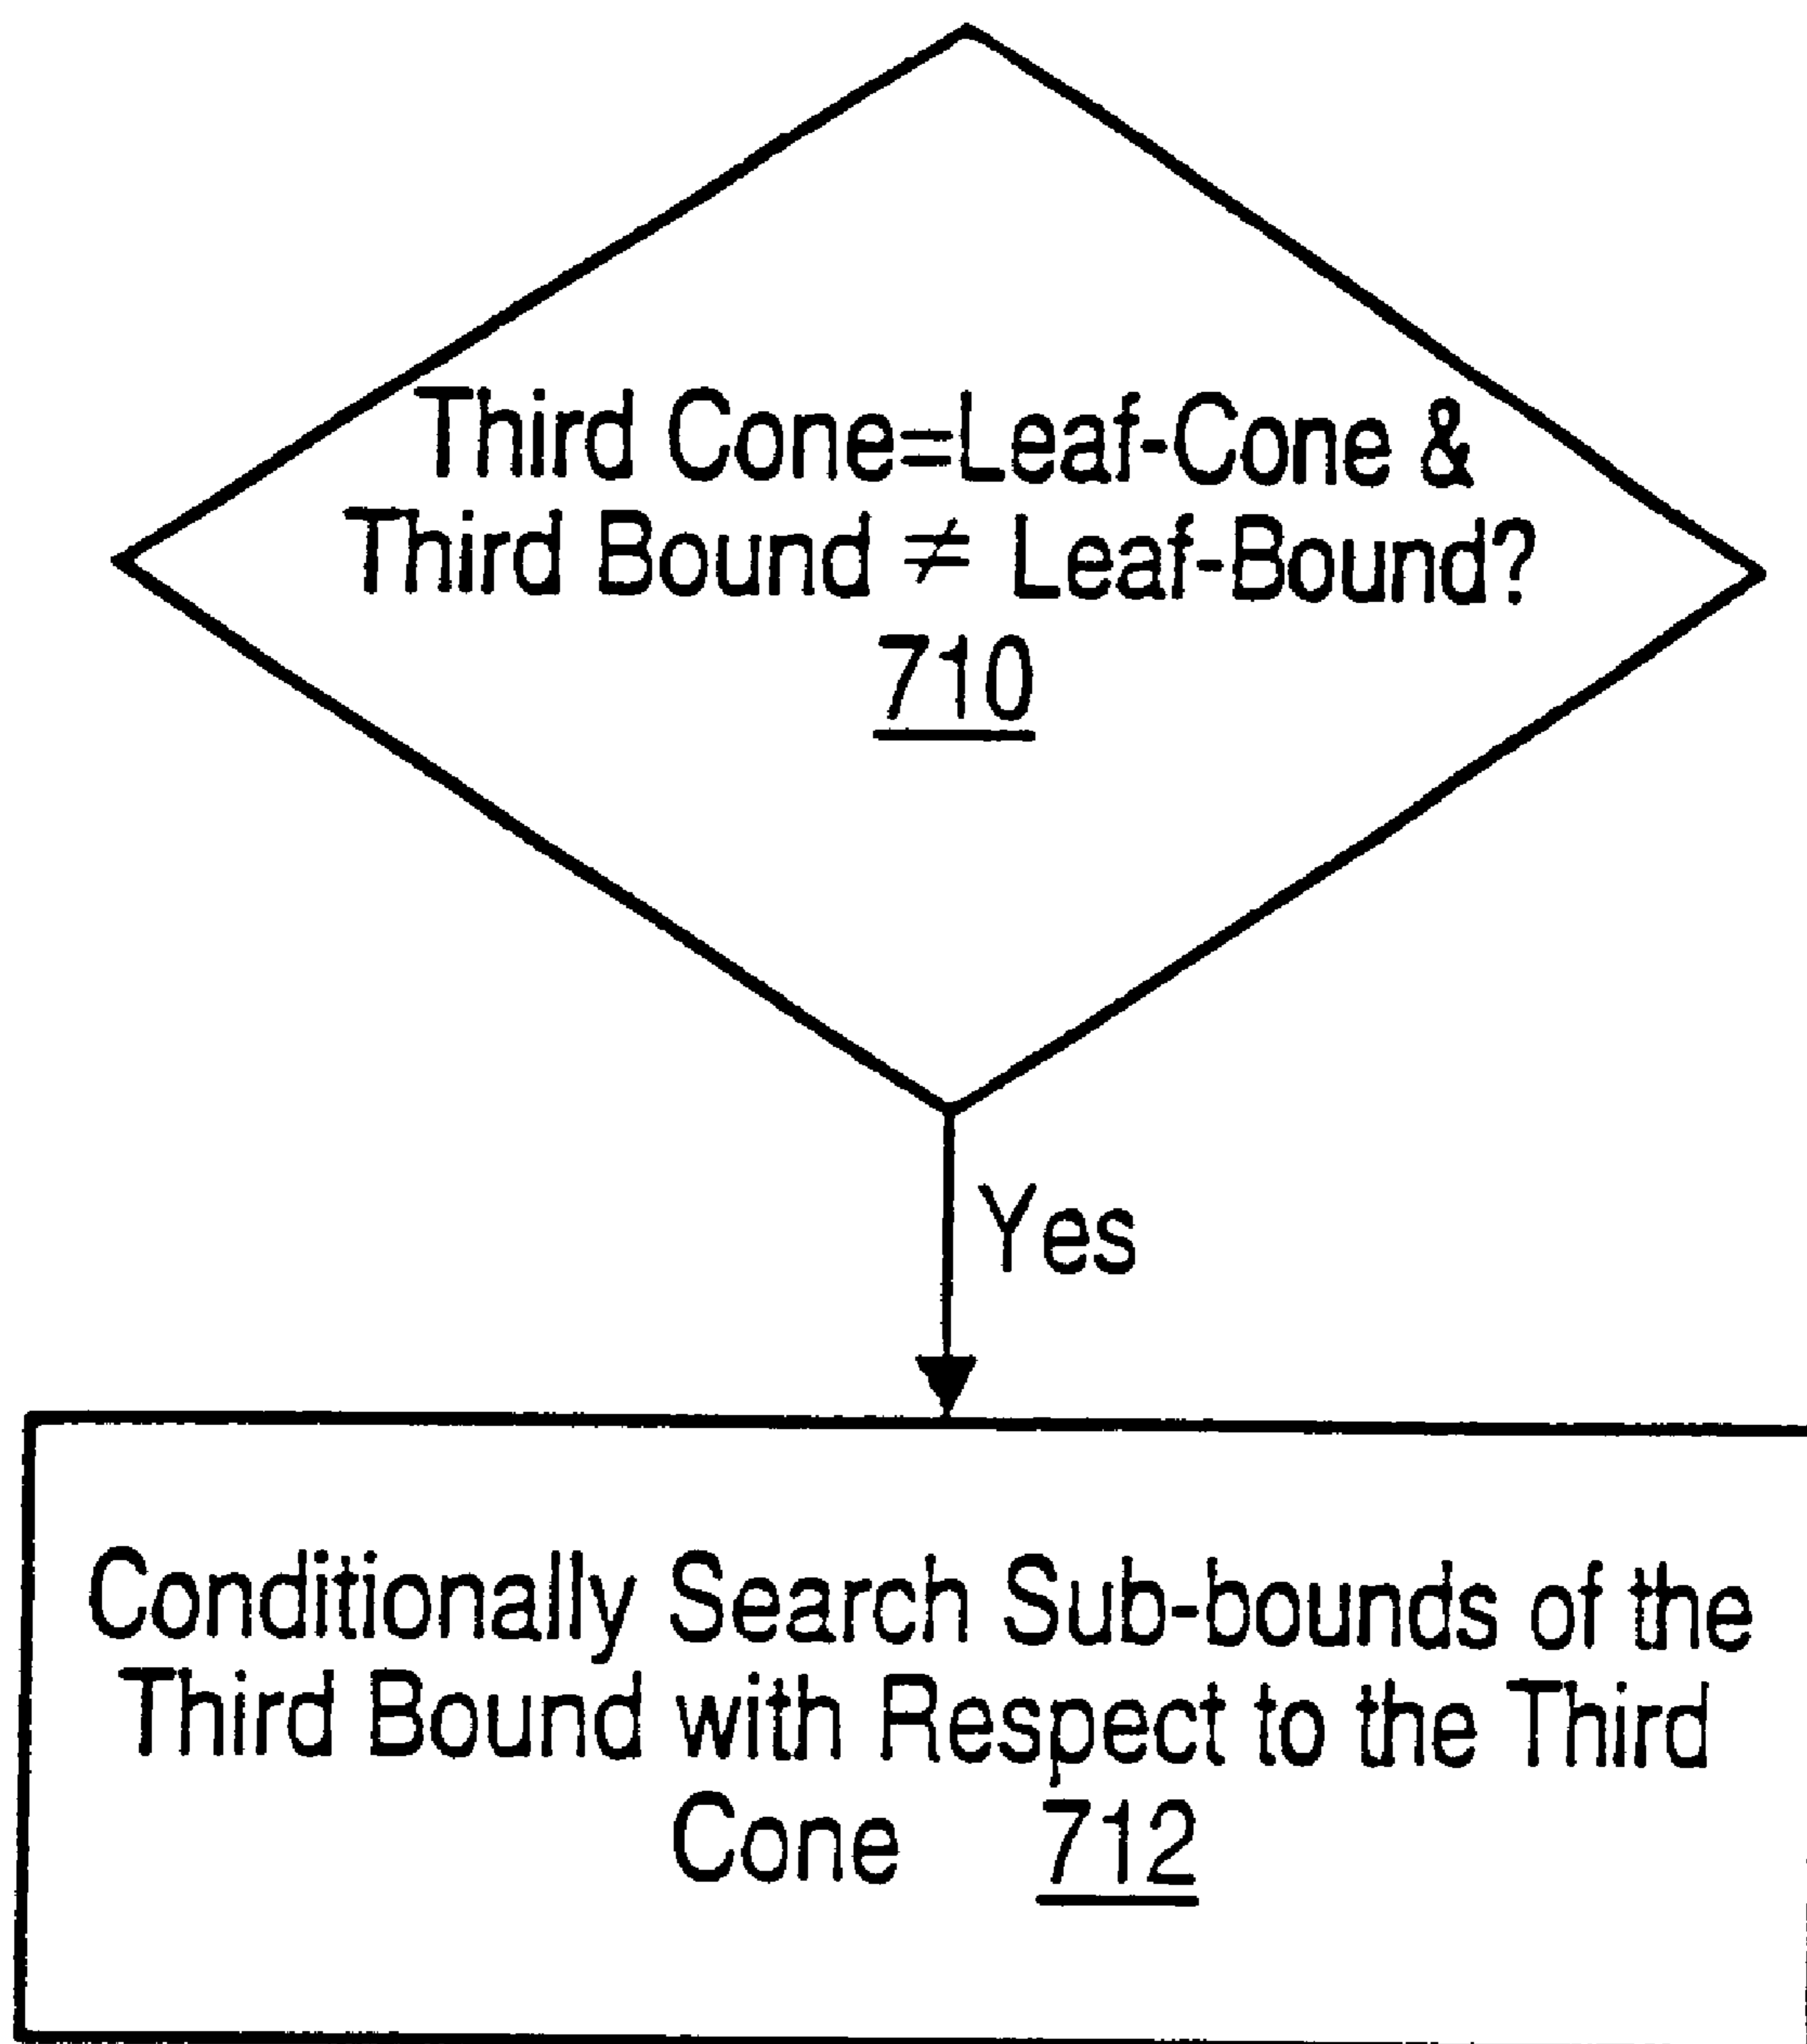 Third Cone=Leaf-Cone &
Third Bound ≠ Leaf-Bound?
710
Yes
Conditionally Search Sub-bounds of the
Third Bound with Respect to the Third
Cone 712